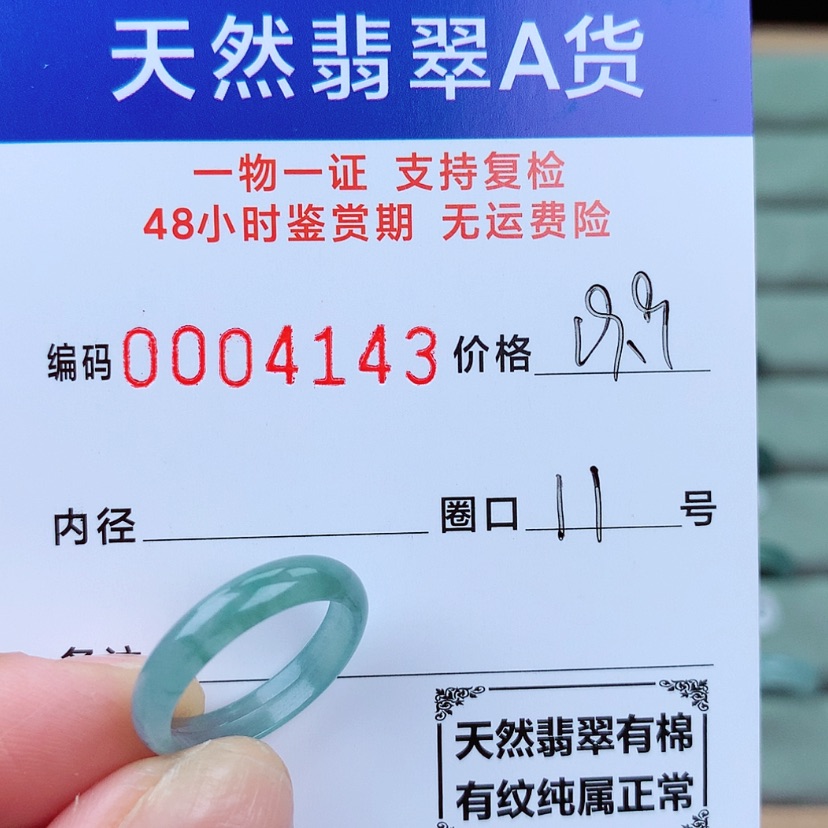 天然翡翠A货
一物一证 支持复检
48小时鉴赏期 无运费险
编码0004143 价格
内径 圈口 11 号
天然翡翠有棉
有纹纯属正常